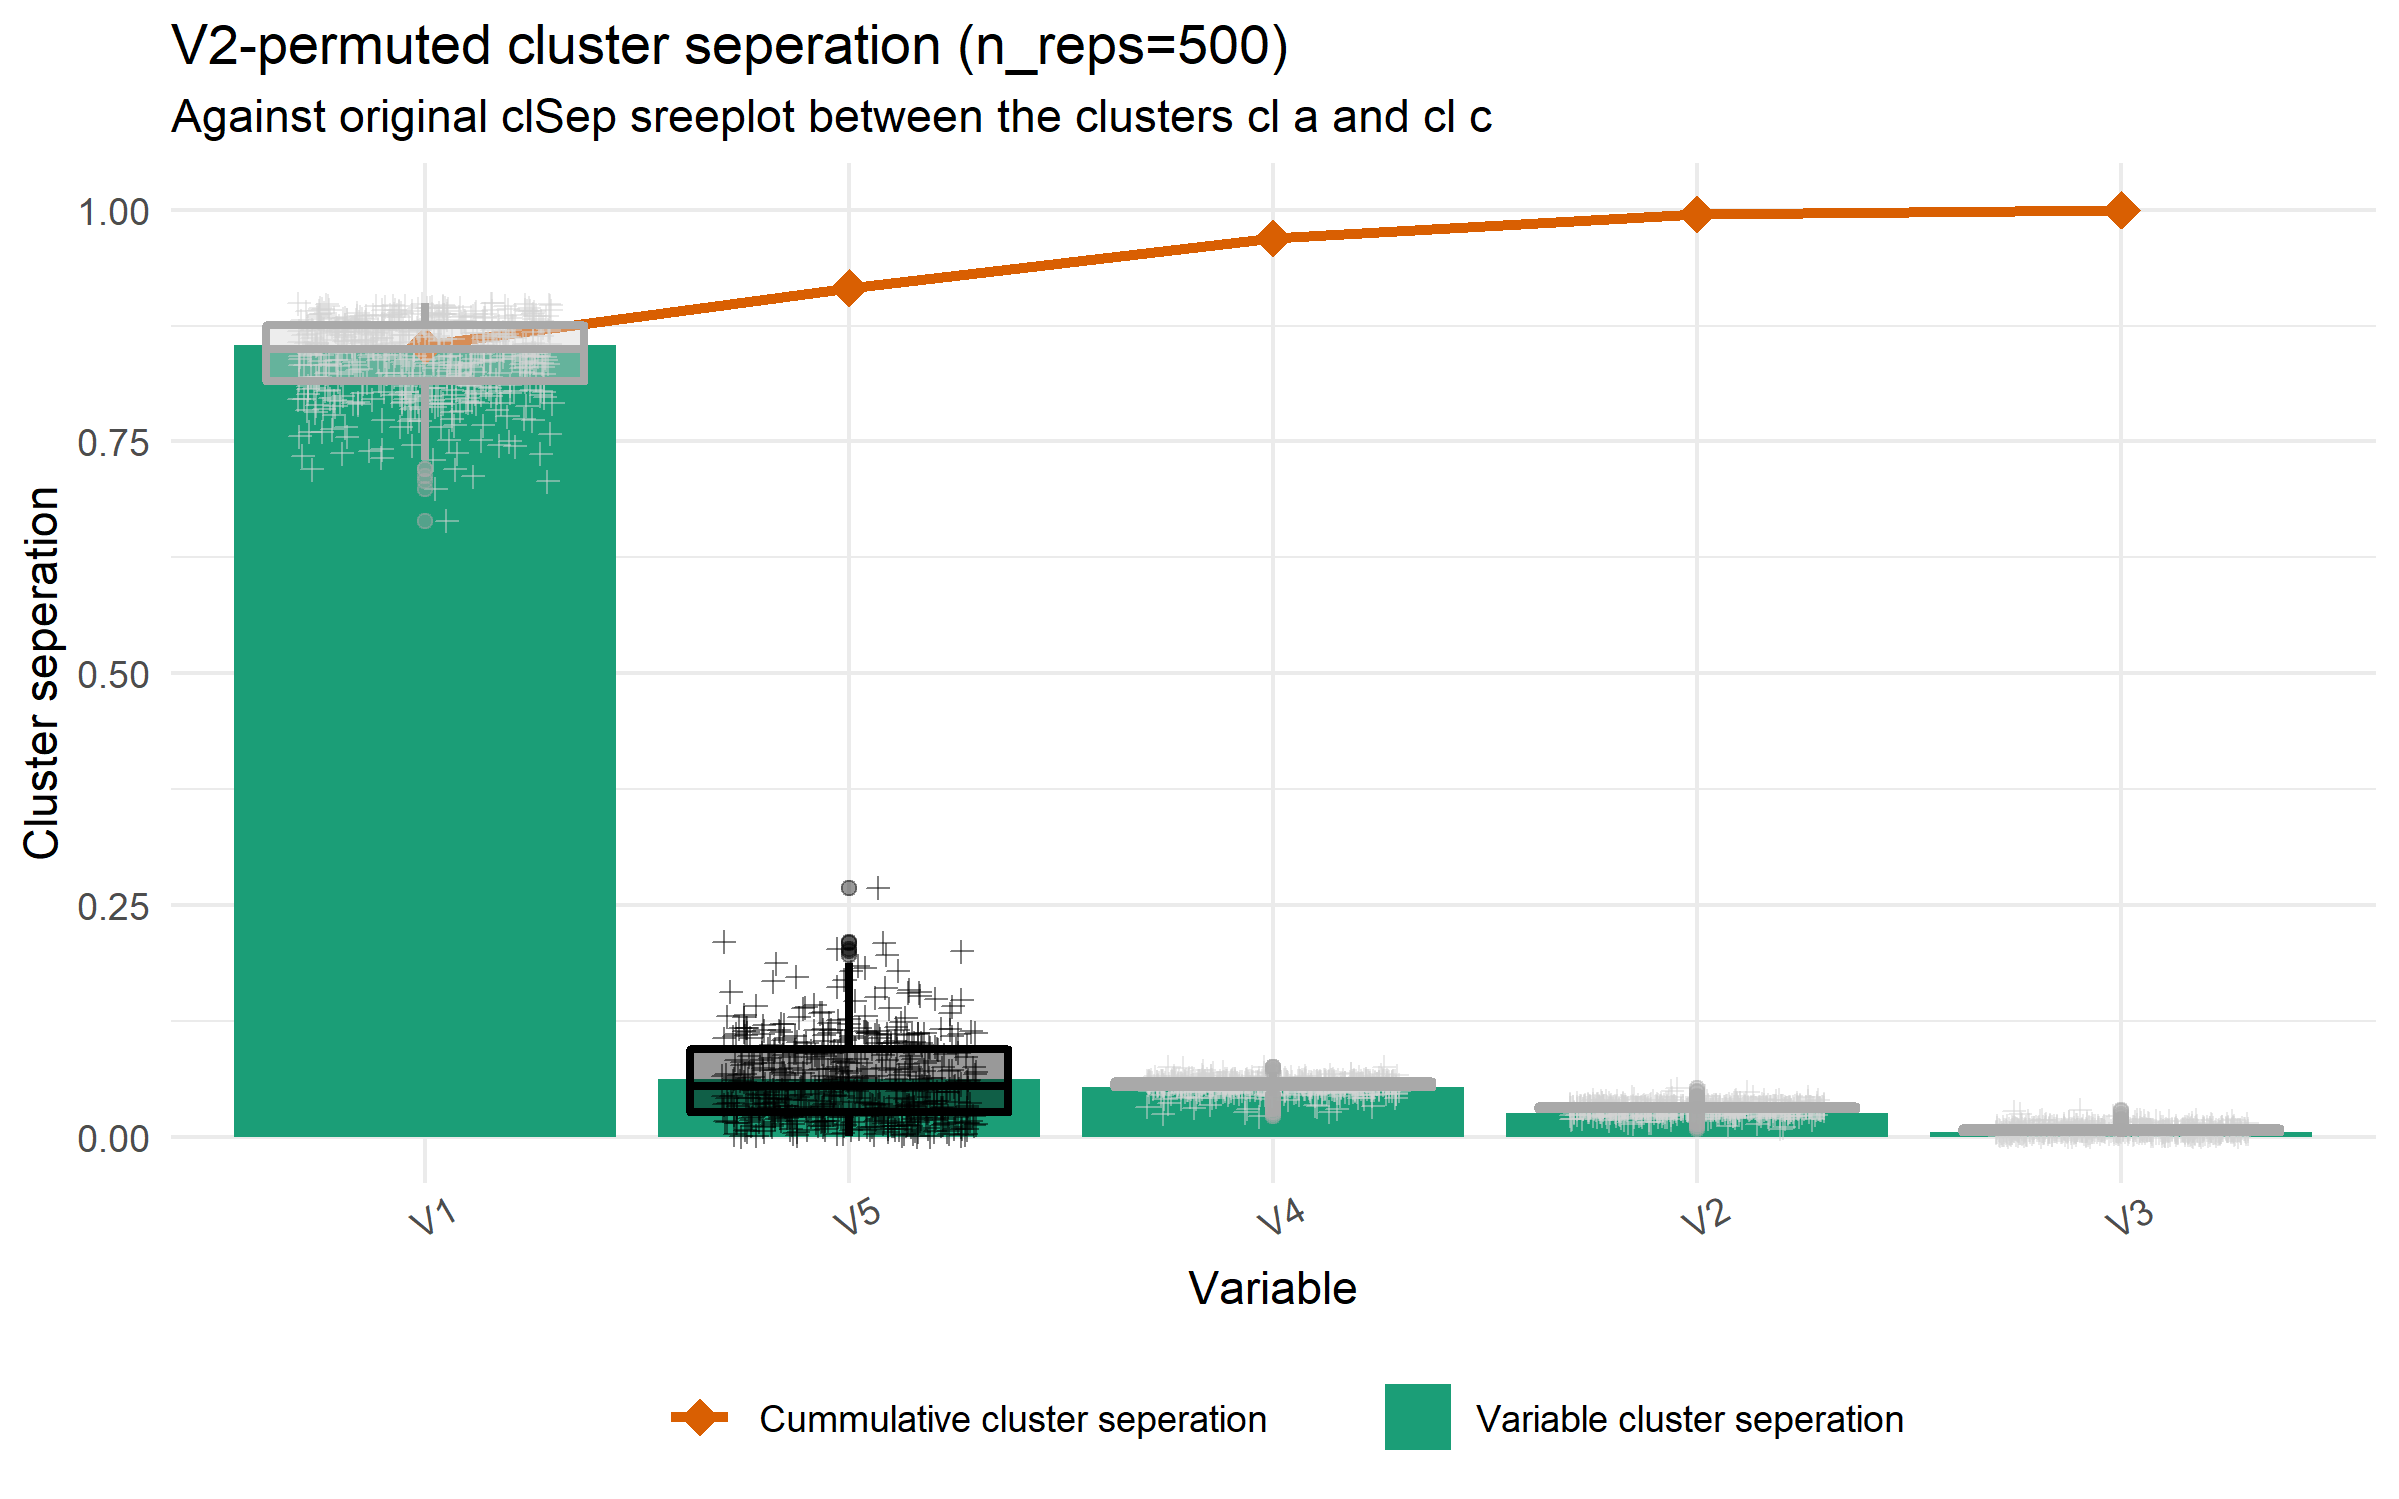 V2-permuted cluster seperation (n_reps=500)
Against original clSep sreeplot between the clusters cl a and cl c
Cluster seperation
1.00
0.75
0.50
0.25
0.00
V1
V5
V4
V2
V3
Variable
Cummulative cluster seperation
Variable cluster seperation